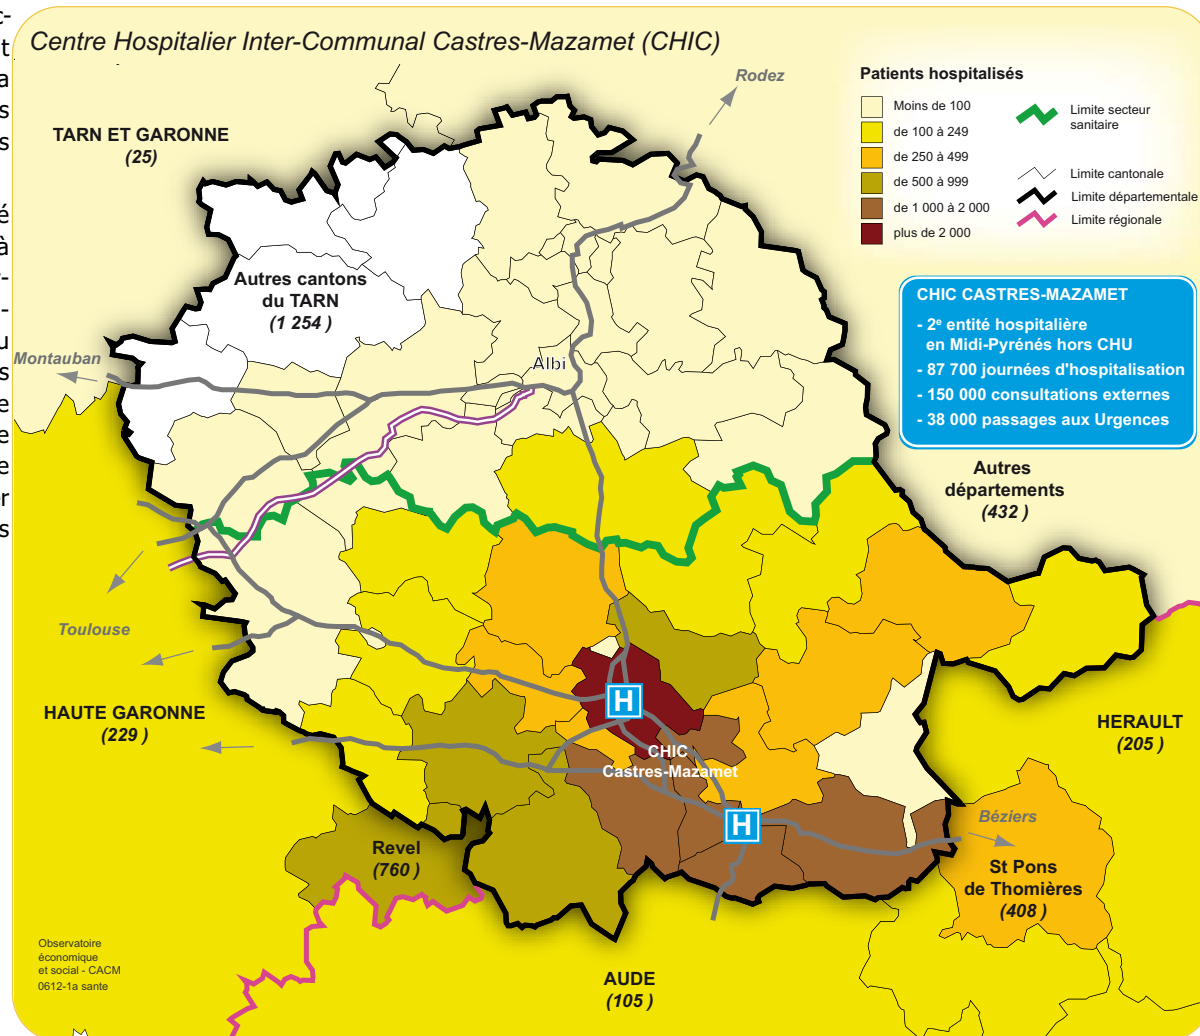 c-
t
a
s
s
é
à
r-
-
u
s
e
e
e
er
s
Centre Hospitalier Inter-Communal Castres-Mazamet (CHIC)
Rodez
TARN ET GARONNE
(25)
Patients hospitalisés
Moins de 100
de 100 à 249
de 250 à 499
de 500 à 999
de 1 000 à 2 000
plus de 2 000
Limite secteur
sanitaire
Limite cantonale
Limite départementale
Limite régionale
Autres cantons
du TARN
(1 254 )
CHIC CASTRES-MAZAMET
- 2e entité hospitalière
en Midi-Pyrénés hors CHU
- 87 700 journées d'hospitalisation
- 150 000 consultations externes
- 38 000 passages aux Urgences
Montauban
Albi
Autres
départements
(432 )
Toulouse
HAUTE GARONNE
(229 )
H
CHIC
Castres-Mazamet
HERAULT
(205 )
H
Béziers
Revel
(760 )
St Pons
de Thomières
(408 )
Observatoire
économique
et social - CACM
0612-1a sante
AUDE
(105 )